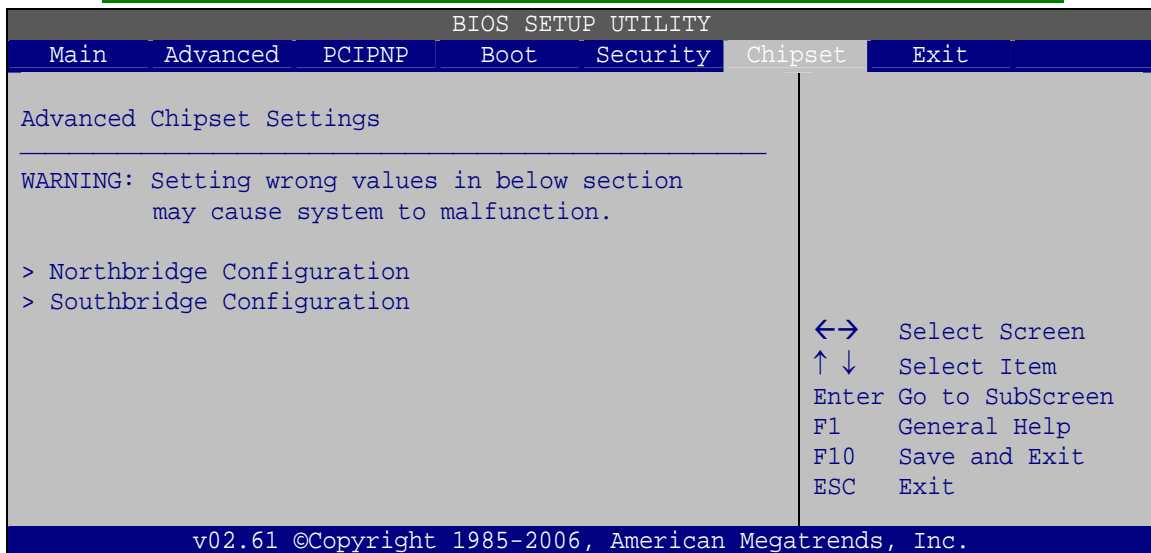 BIOS SETUP UTILITY
Main Advanced PCIPNP Boot Security Chipset Exit
Advanced Chipset Settings
WARNING: Setting wrong values in below section
may cause system to malfunction.
> Northbridge Configuration
> Southbridge Configuration
←→ Select Screen
↑ ↓ Select Item
Enter Go to SubScreen
F1 General Help
F10 Save and Exit
ESC Exit
v02.61 ©Copyright 1985-2006, American Megatrends, Inc.